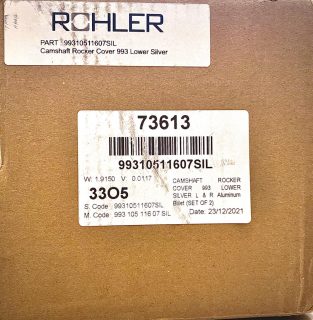 ROHLER
PART : 99310511607SIL
Camshaft Rocker Cover 993 Lower Silver
73613
99310511607SIL
W: 1.9150 V: 0.0117
33O5
S. Code : 99310511607SIL
M. Code : 993 105 116 07 SIL
CAMSHAFT ROCKER
COVER 993 LOWER
SILVER L & R Aluminum
Billet (SET OF 2)
Date: 23/12/2021